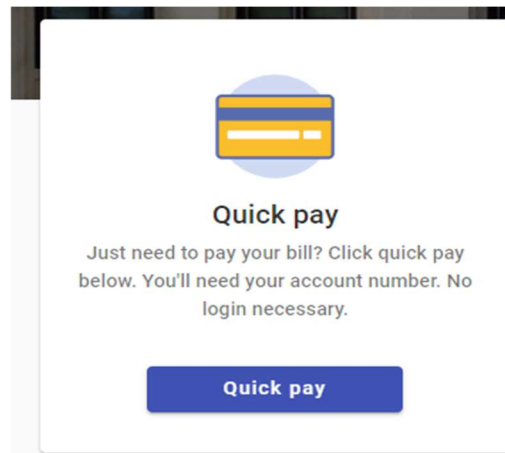 Quick pay
Just need to pay your bill? Click quick pay
below. You'll need your account number. No
login necessary.
Quick pay